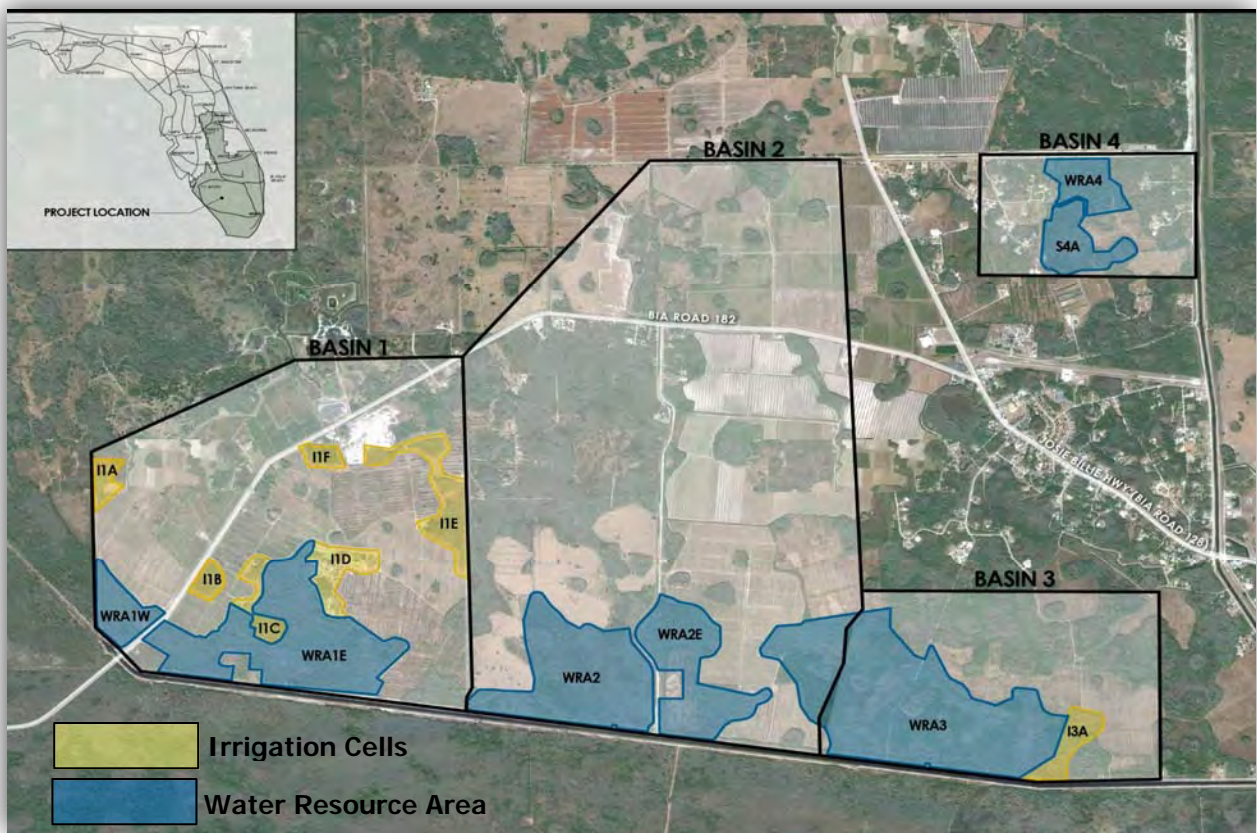 PROJECT LOCATION
BASIN 2
BASIN 4
WRA4
S4A
BIA ROAD 182
BASIN 1
JOSIE BILLIE HWY (BIA ROAD 128)
I1A
I1F
I1E
I1D
I1B
BASIN 3
WRA1W
I1C
WRA1E
WRA2E
WRA2
WRA3
I3A
Irrigation Cells
Water Resource Area